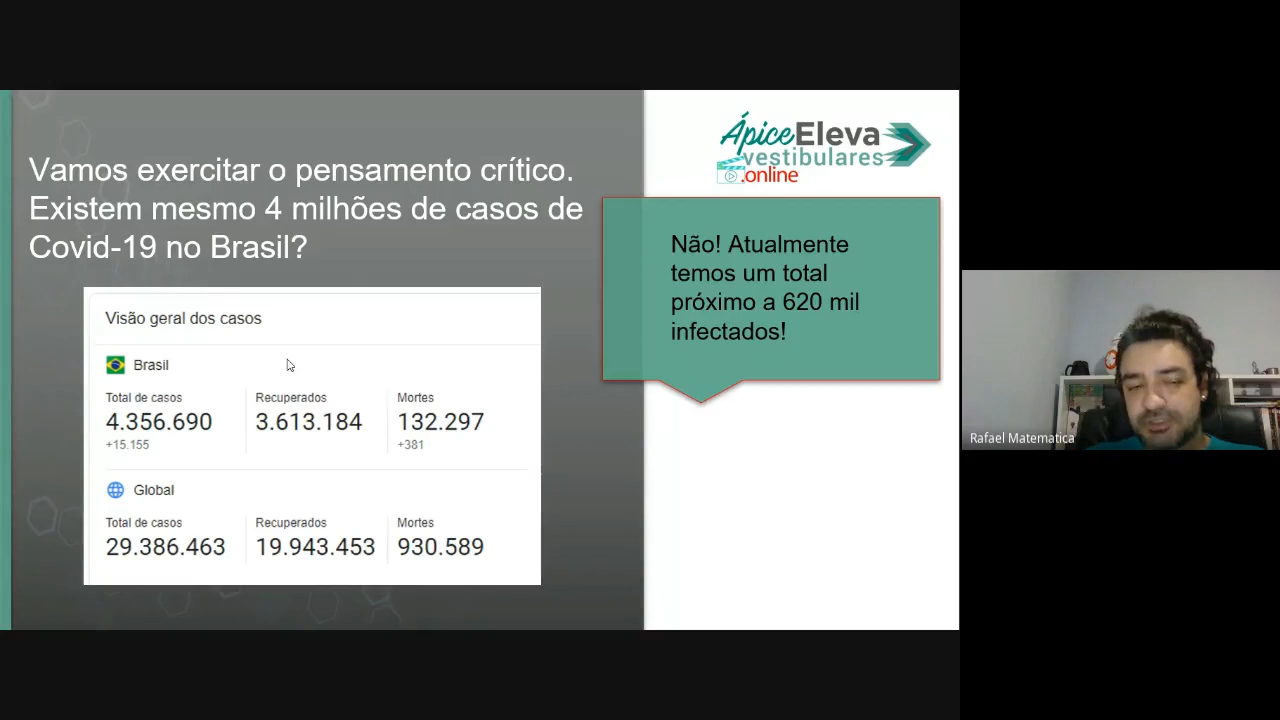 Vamos exercitar o pensamento crítico.
Existem mesmo 4 milhões de casos de
Covid-19 no Brasil?
Visão geral dos casos
Brasil
Total de casos Recuperados Mortes
4.356.690 3.613.184 132.297
+15.155 +381
Global
Total de casos Recuperados Mortes
29.386.463 19.943.453 930.589
ÁpiceEleva
vestibulares
.online
Não! Atualmente
temos um total
próximo a 620 mil
infectados!
Rafael Matematica